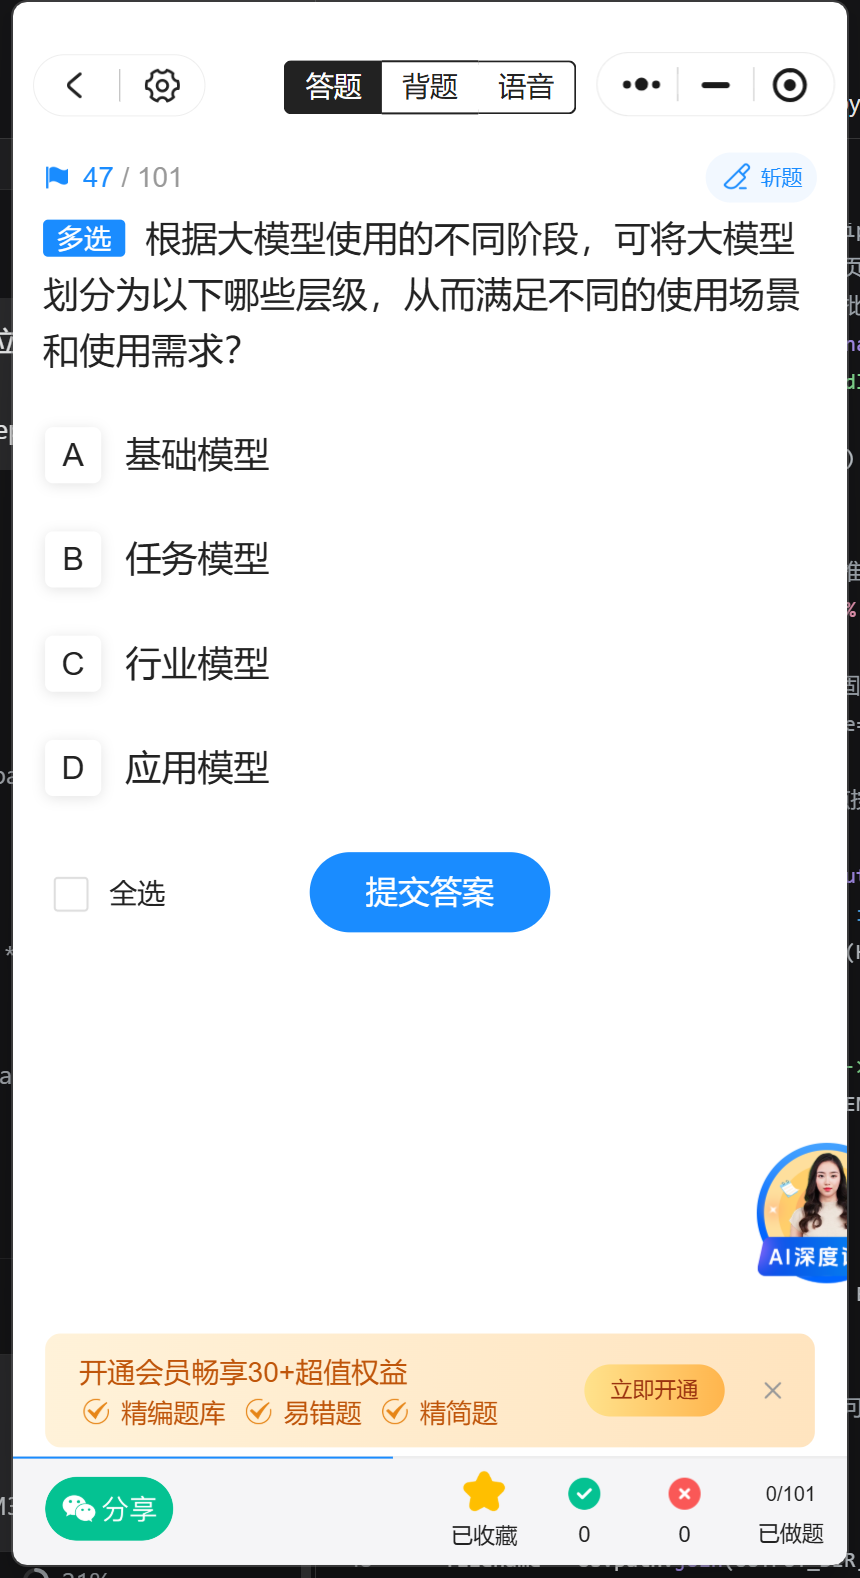 答题 背题 语音
47 / 101
斩题
多选 根据大模型使用的不同阶段，可将大模型
划分为以下哪些层级，从而满足不同的使用场景
和使用需求？
A 基础模型
B 任务模型
C 行业模型
D 应用模型
全选 提交答案
AI深度
开通会员畅享30+超值权益
精编题库 易错题 精简题
立即开通
分享
已收藏
0
0
0/101
已做题